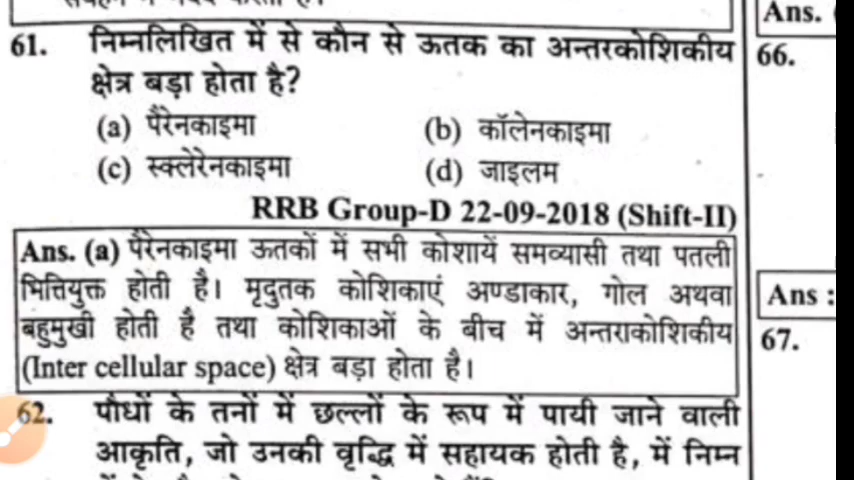 61. निम्नलिखित में से कौन से ऊतक का अन्तरकोशिकीय
क्षेत्र बड़ा होता है?
(a) पैरेनकाइमा (b) कॉलेनकाइमा
(c) स्क्लेरेनकाइमा (d) जाइलम
RRB Group-D 22-09-2018 (Shift-II)
Ans. (a) पैरेनकाइमा ऊतकों में सभी कोशायें समव्यासी तथा पतली
भित्तियुक्त होती है। मृदुतक कोशिकाएं अण्डाकार, गोल अथवा
बहुमुखी होती है तथा कोशिकाओं के बीच में अन्तराकोशिकीय
(Inter cellular space) क्षेत्र बड़ा होता है।
62. पौधों के तनों में छल्लों के रूप में पायी जाने वाली
आकृति, जो उनकी वृद्धि में सहायक होती है, में निम्न
Ans.
66.
Ans :
67.